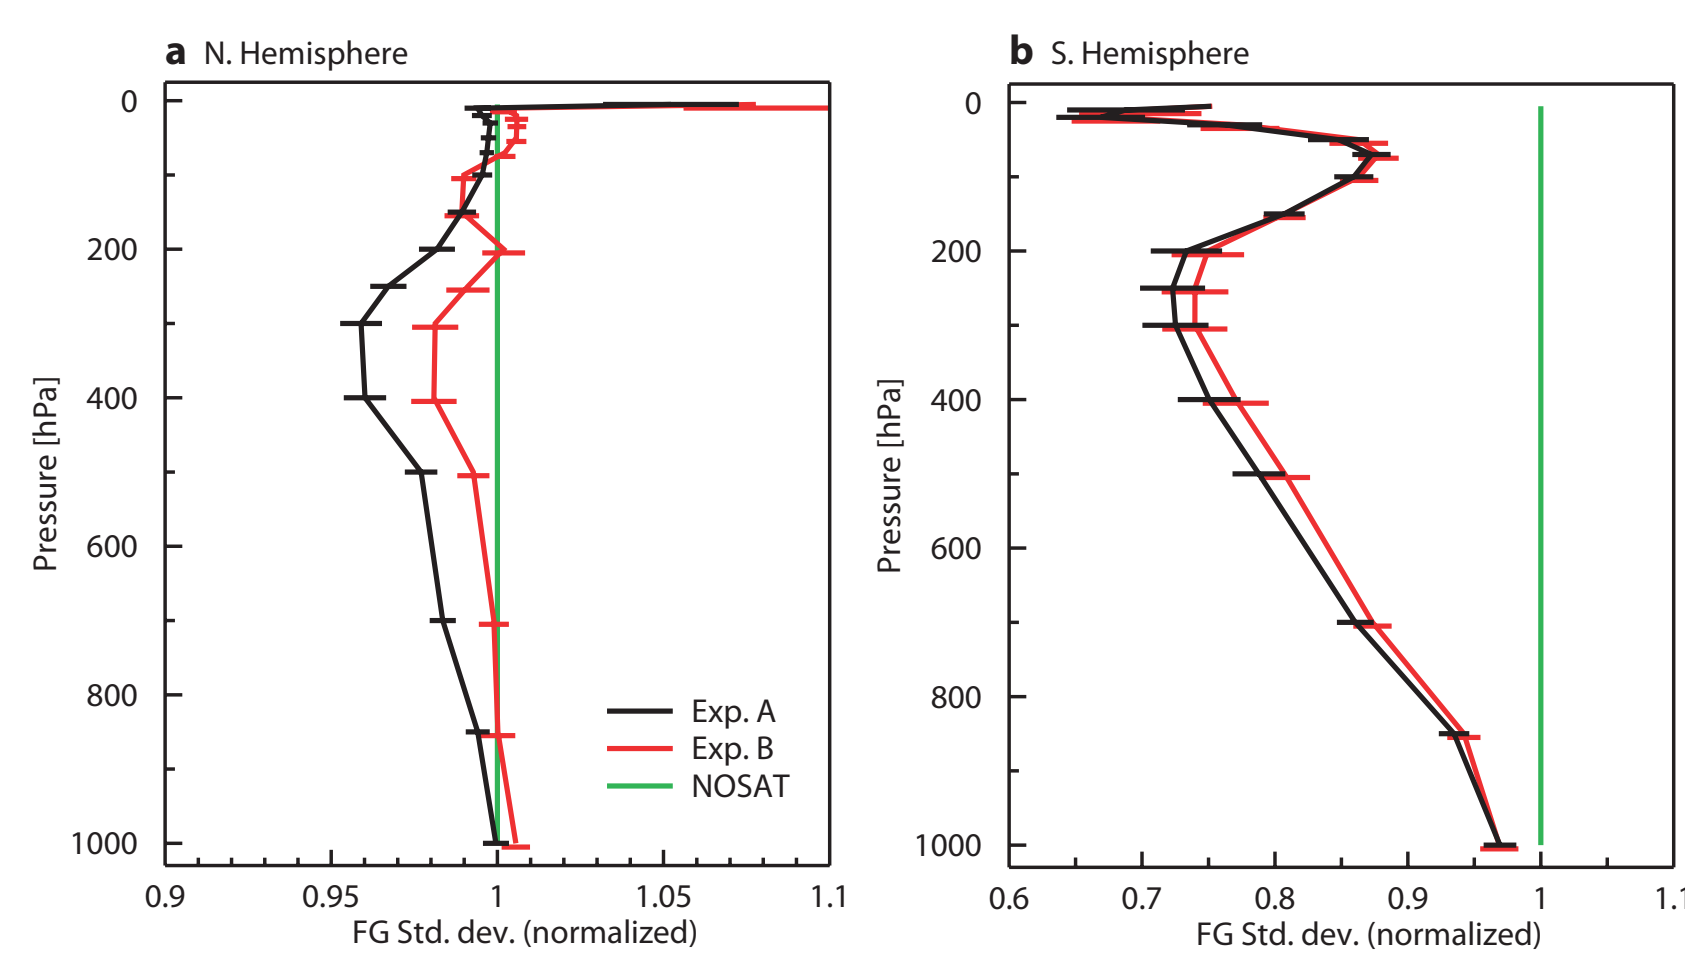 a N. Hemisphere
0
200
400
600
800
1000
Pressure [hPa]
Exp. A
Exp. B
NOSAT
0.9 0.95 1 1.05 1.1
FG Std. dev. (normalized)
b S. Hemisphere
0
200
400
600
800
1000
Pressure [hPa]
0.6 0.7 0.8 0.9 1 1.1
FG Std. dev. (normalized)